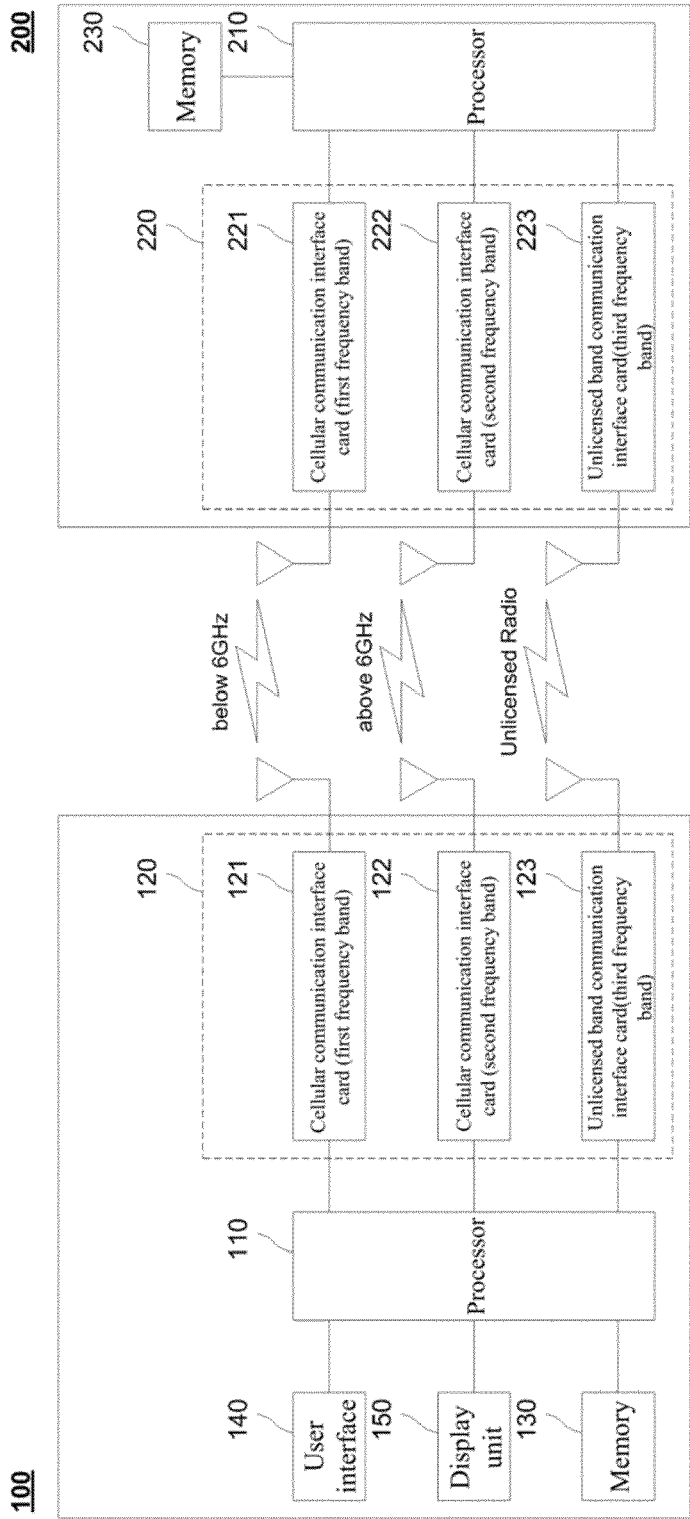 100
140
User
interface
150
Display
unit
130
Memory
110
Processor
120
121
Cellular communication interface
card (first frequency band)
122
Cellular communication interface
card (second frequency band)
123
Unlicensed band communication
interface card(third frequency
band)
below 6GHz
above 6GHz
Unlicensed Radio
200
220
221
Cellular communication interface
card (first frequency band)
222
Cellular communication interface
card (second frequency band)
223
Unlicensed band communication
interface card(third frequency
band)
230
Memory
210
Processor